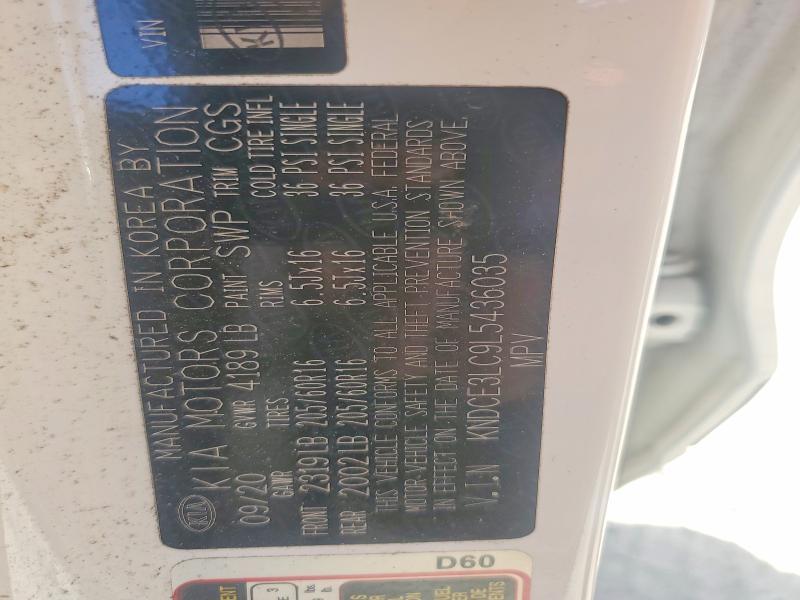 VIN
MANUFACTURED IN KOREA BY
KIA MOTORS CORPORATION
KIA
09/20 GVWR 4189 LB PAINT SWP TRIM CGS
GAWR TIRES RIMS COLD TIRE INFL
FRONT 2319LB 205/60R16 6.5Jx16 36 PSI SINGLE
REAR 2002LB 205/60R16 6.5Jx16 36 PSI SINGLE
THIS VEHICLE CONFORMS TO ALL APPLICABLE U.S.A. FEDERAL
MOTOR VEHICLE SAFETY AND THEFT PREVENTION STANDARDS
IN EFFECT ON THE DATE OF MANUFACTURE SHOWN ABOVE.
V.I.N KNDCE3LC9L5436035
MPV
D60